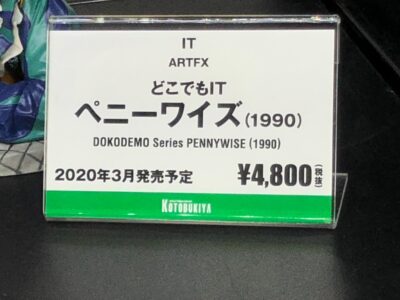 IT
ARTFX
どこでもIT
ペニーワイズ(1990)
DOKODEMO Series PENNYWISE (1990)
2020年3月発売予定 ¥4,800(税抜)
KOTOBUKIYA